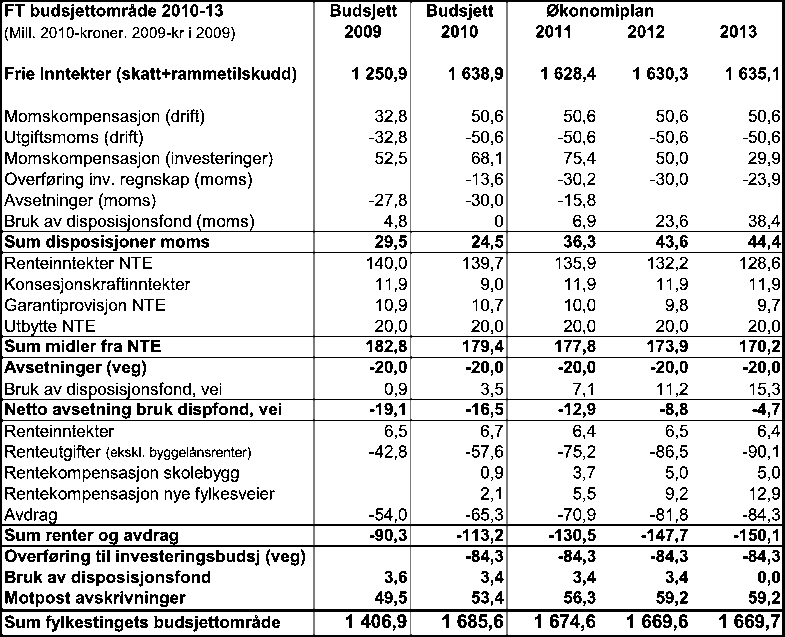 FT budsjettområde 2010-13 Budsjett Budsjett Økonomiplan
(Mill. 2010-kroner. 2009-kr i 2009) 2009 2010 2011 2012 2013
Frie Inntekter (skatt+rammetilskudd) 1 250,9 1 638,9 1 628,4 1 630,3 1 635,1
Momskompensasjon (drift) 32,8 50,6 50,6 50,6 50,6
Utgiftsmoms (drift) -32,8 -50,6 -50,6 -50,6 -50,6
Momskompensasjon (investeringer) 52,5 68,1 75,4 50,0 29,9
Overføring inv. regnskap (moms) -13,6 -30,2 -30,0 -23,9
Avsetninger (moms) -27,8 -30,0 -15,8
Bruk av disposisjonsfond (moms) 4,8 0 6,9 23,6 38,4
Sum disposisjoner moms 29,5 24,5 36,3 43,6 44,4
Renteinntekter NTE 140,0 139,7 135,9 132,2 128,6
Konsesjonskraftinntekter 11,9 9,0 11,9 11,9 11,9
Garantiprovisjon NTE 10,9 10,7 10,0 9,8 9,7
Utbytte NTE 20,0 20,0 20,0 20,0 20,0
Sum midler fra NTE 182,8 179,4 177,8 173,9 170,2
Avsetninger (veg) -20,0 -20,0 -20,0 -20,0 -20,0
Bruk av disposisjonsfond, vei 0,9 3,5 7,1 11,2 15,3
Netto avsetning bruk dispfond, vei -19,1 -16,5 -12,9 -8,8 -4,7
Renteinntekter 6,5 6,7 6,4 6,5 6,4
Renteutgifter (ekskl. byggelånsrenter) -42,8 -57,6 -75,2 -86,5 -90,1
Rentekompensasjon skolebygg 0,9 3,7 5,0 5,0
Rentekompensasjon nye fylkesveier 2,1 5,5 9,2 12,9
Avdrag -54,0 -65,3 -70,9 -81,8 -84,3
Sum renter og avdrag -90,3 -113,2 -130,5 -147,7 -150,1
Overføring til investeringsbudsj (veg) -84,3 -84,3 -84,3 -84,3
Bruk av disposisjonsfond 3,6 3,4 3,4 3,4 0,0
Motpost avskrivninger 49,5 53,4 56,3 59,2 59,2
Sum fylkestingets budsjettområde 1 406,9 1 685,6 1 674,6 1 669,6 1 669,7